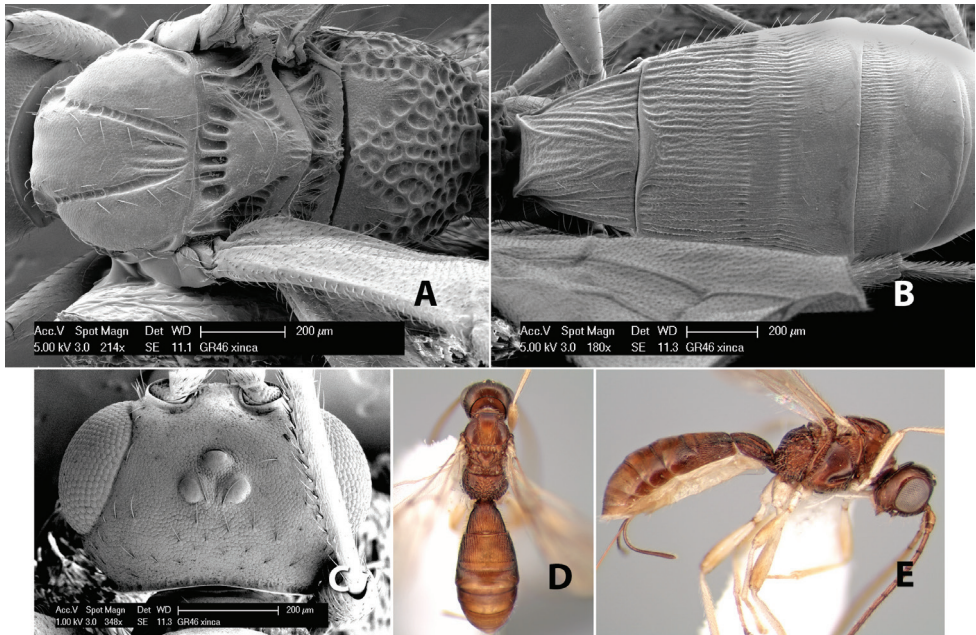 A
Acc.V Spot Magn Det WD 200 µm
5.00 kV 3.0 214x SE 11.1 GR46 xinca
B
Acc.V Spot Magn Det WD 200 µm
5.00 kV 3.0 180x SE 11.3 GR46 xinca
C
Acc.V Spot Magn Det WD 200 µm
1.00 kV 3.0 348x SE 11.3 GR46 xinca
D
E